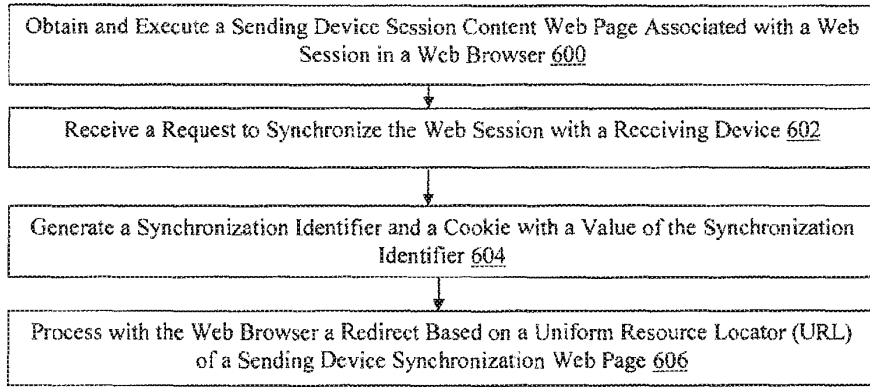 Obtain and Execute a Sending Device Session Content Web Page Associated with a Web
Session in a Web Browser 600
Receive a Request to Synchronize the Web Session with a Receiving Device 602
Generate a Synchronization Identifier and a Cookie with a Value of the Synchronization
Identifier 604
Process with the Web Browser a Redirect Based on a Uniform Resource Locator (URL)
of a Sending Device Synchronization Web Page 606